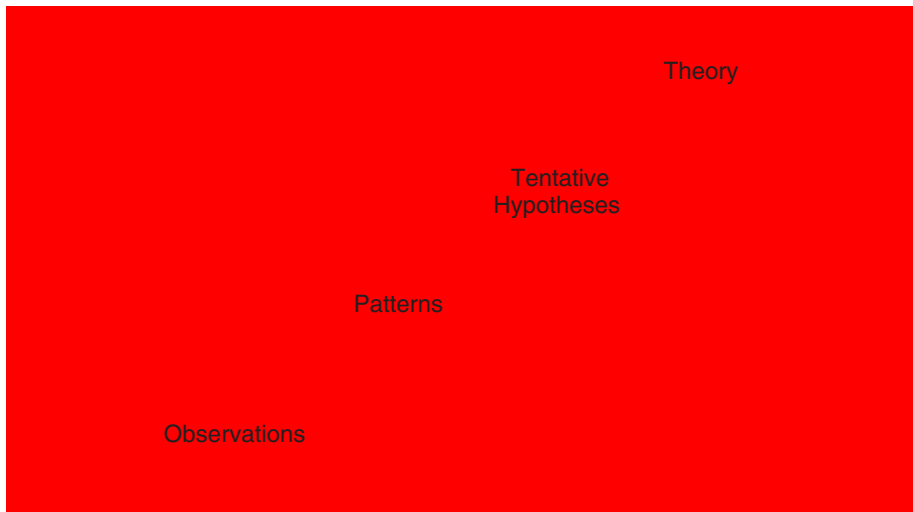 Theory
Tentative
Hypotheses
Patterns
Observations